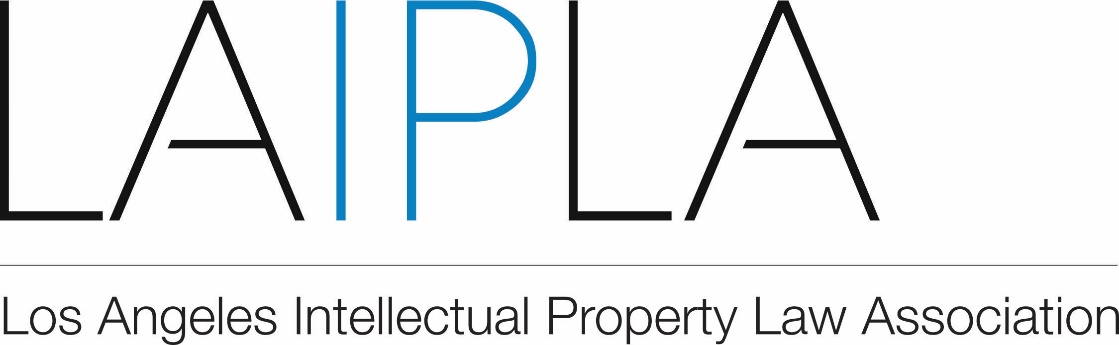 LAIPLA
Los Angeles Intellectual Property Law Association